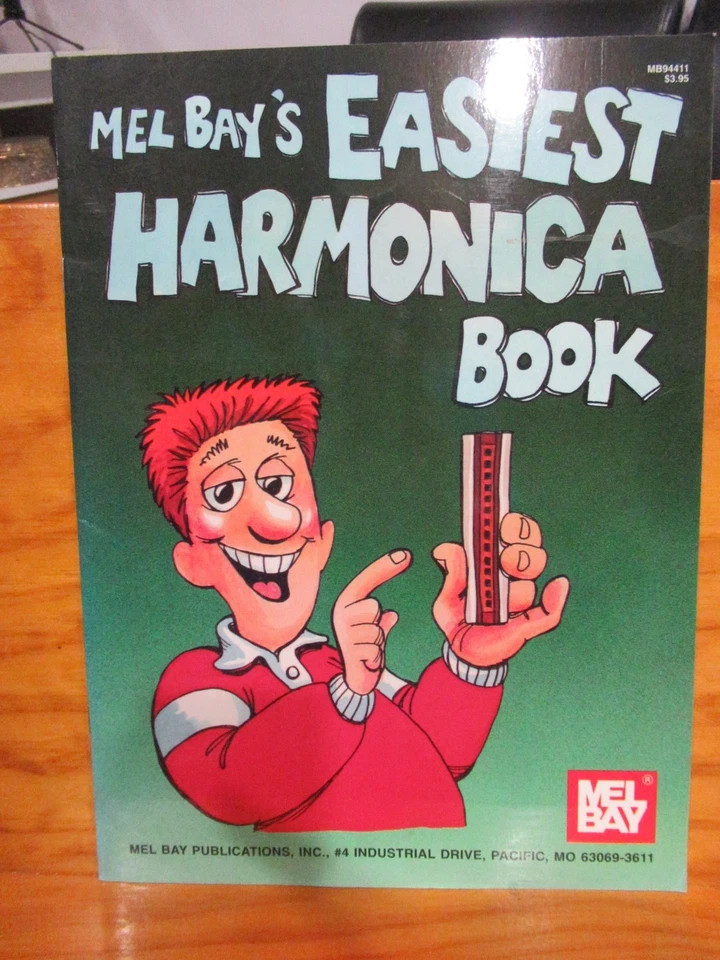 MB94411
$3.95
MEL BAY'S EASIEST
HARMONICA
BOOK
MEL
BAY®
MEL BAY PUBLICATIONS, INC., #4 INDUSTRIAL DRIVE, PACIFIC, MO 63069-3611